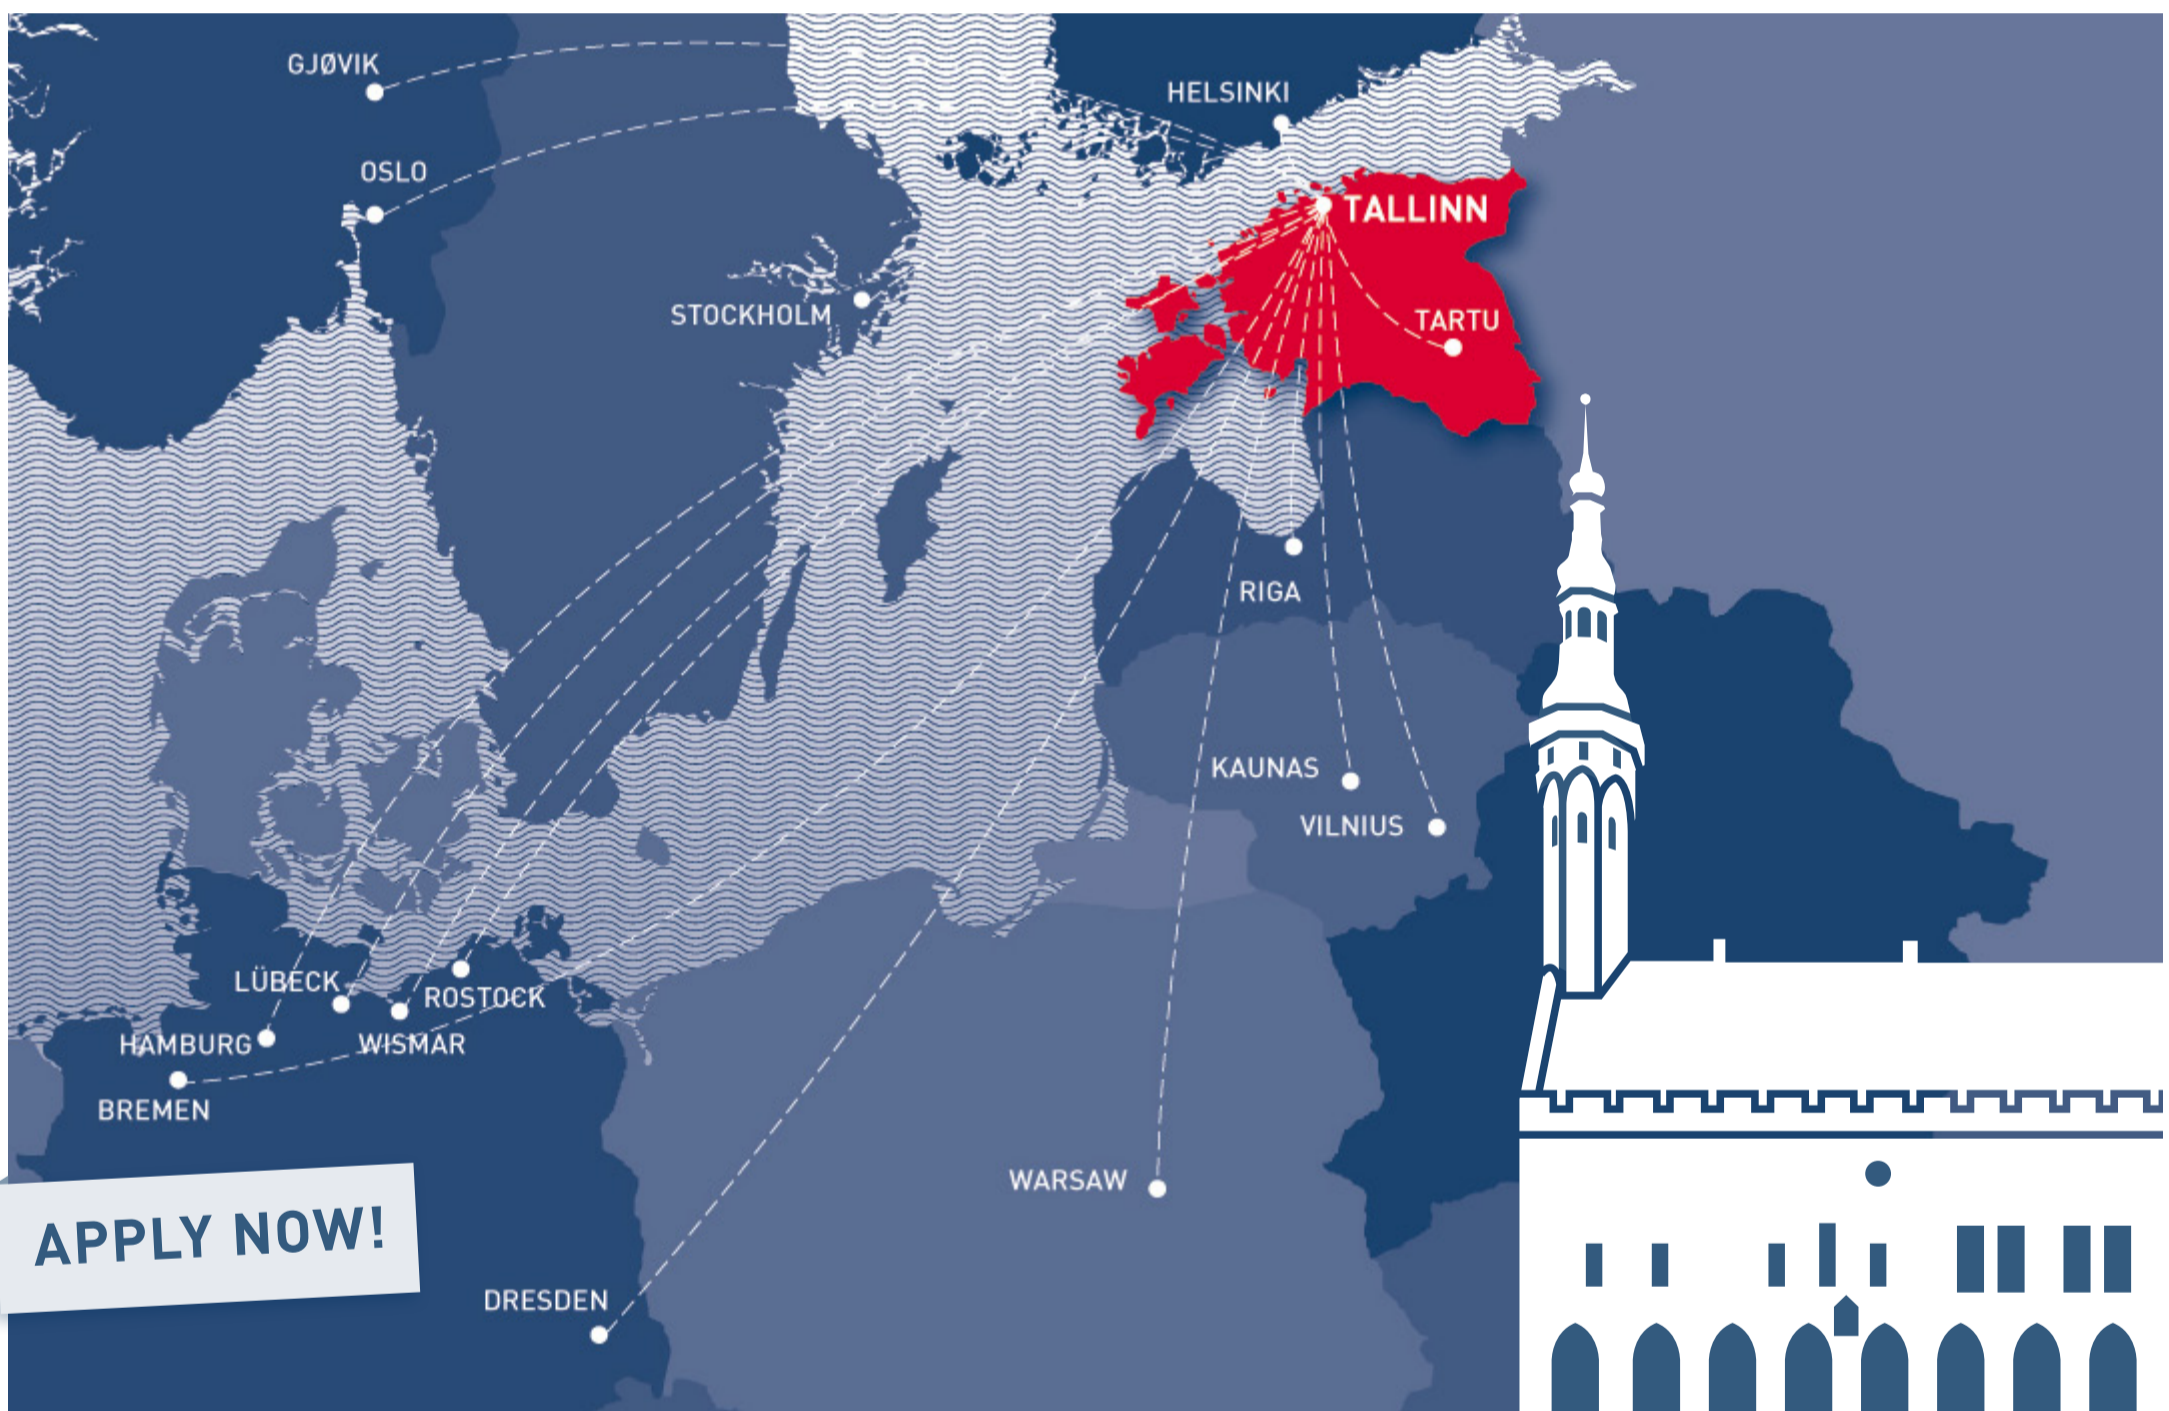 GJØVIK
HELSINKI
OSLO
TALLINN
STOCKHOLM
TARTU
RIGA
KAUNAS
VILNIUS
LÜBECK
ROSTOCK
HAMBURG
WISMAR
BREMEN
WARSAW
APPLY NOW!
DRESDEN